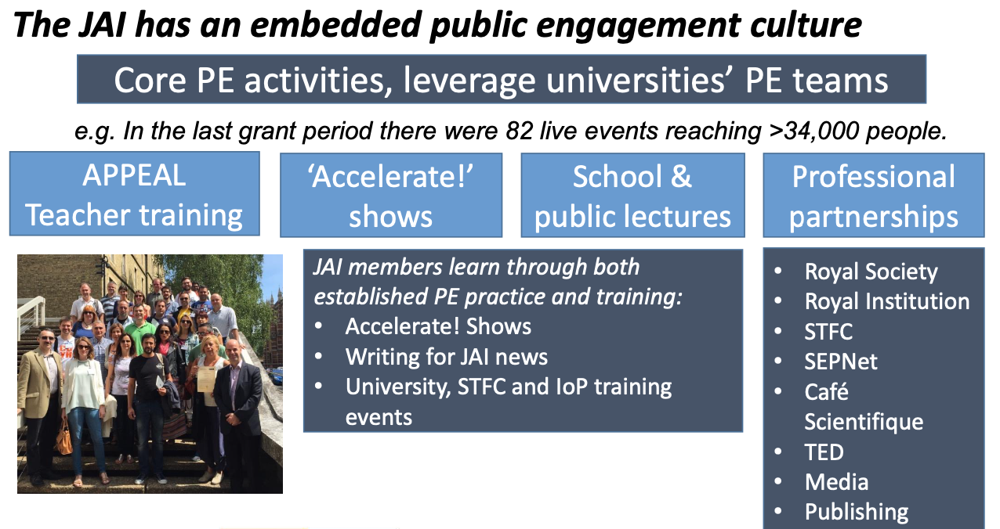 The JAI has an embedded public engagement culture
Core PE activities, leverage universities’ PE teams
e.g. In the last grant period there were 82 live events reaching >34,000 people.
APPEAL
Teacher training
‘Accelerate!’
shows
School &
public lectures
Professional
partnerships
JAI members learn through both
established PE practice and training:
• Accelerate! Shows
• Writing for JAI news
• University, STFC and IoP training
events
• Royal Society
• Royal Institution
• STFC
• SEPNet
• Café
Scientifique
• TED
• Media
• Publishing